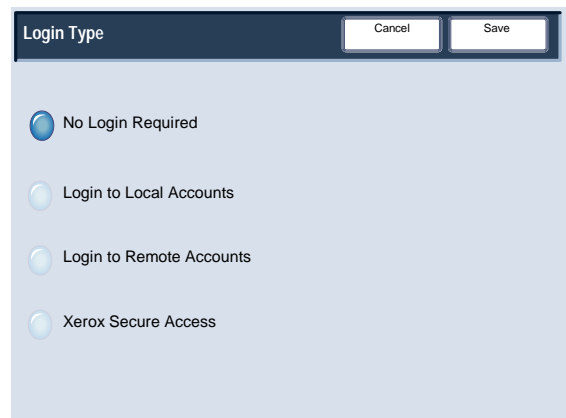 Login Type
Cancel
Save
No Login Required
Login to Local Accounts
Login to Remote Accounts
Xerox Secure Access